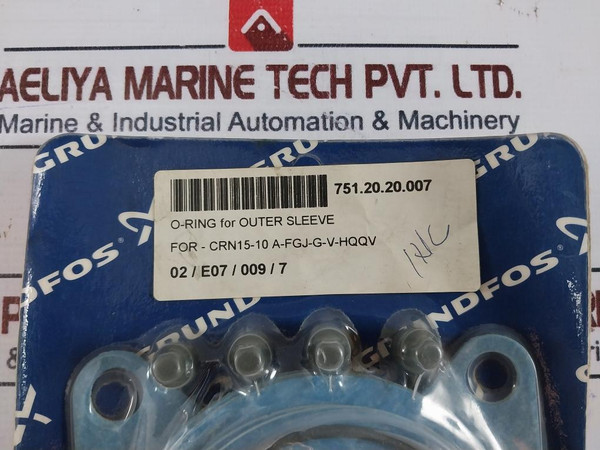 AELIYA MARINE TECH PVT. LTD.
Marine & Industrial Automation & Machinery
GRUNDFOS
751.20.20.007
O-RING for OUTER SLEEVE
FOR - CRN15-10 A-FGJ-G-V-HQQV
02 / E07 / 009 / 7
NDFOS
GRUNDFOS